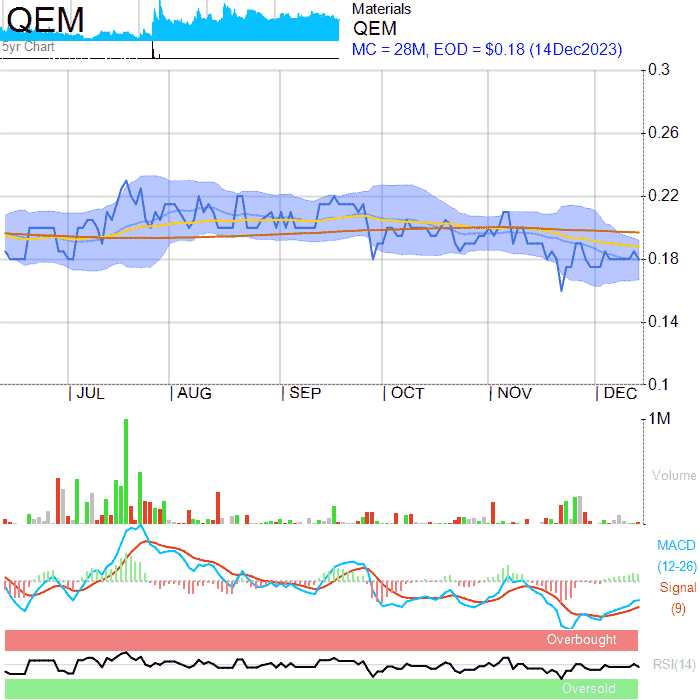 QEM
5yr Chart
Materials
QEM
MC = 28M, EOD = $0.18 (14Dec2023)
0.3
0.26
0.22
0.18
0.14
0.1
JUL AUG SEP OCT NOV DEC
1M
Volume
MACD
(12-26)
Signal
(9)
Overbought
RSI(14)
Oversold